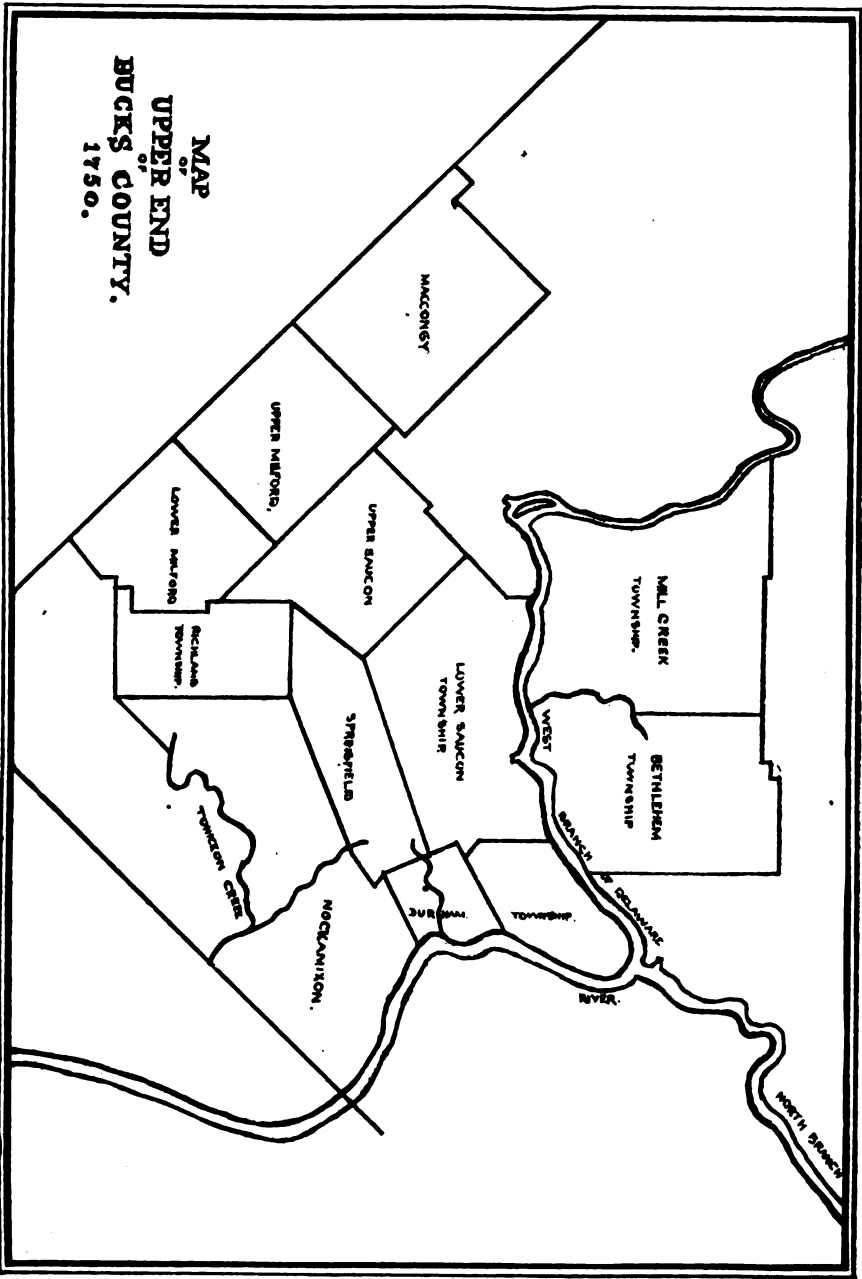 MAP
OF
UPPER END
OF
BUCKS COUNTY.
1750.
MACCONGY
UPPER MILFORD.
LOWER MILFORD
UPPER SAUCON
RICHLAND
TOWNSHIP.
MILL CREEK
TOWNSHIP.
LOWER SAUCON
TOWNSHIP
BETHLEHEM
TOWNSHIP
SPRINGFIELD
WEST
BRANCH
OF
DELAWARE
TOHICKON CREEK
NOCKAMIXON.
DURHAM.
TOWNSHIP.
RIVER.
NORTH BRANCH